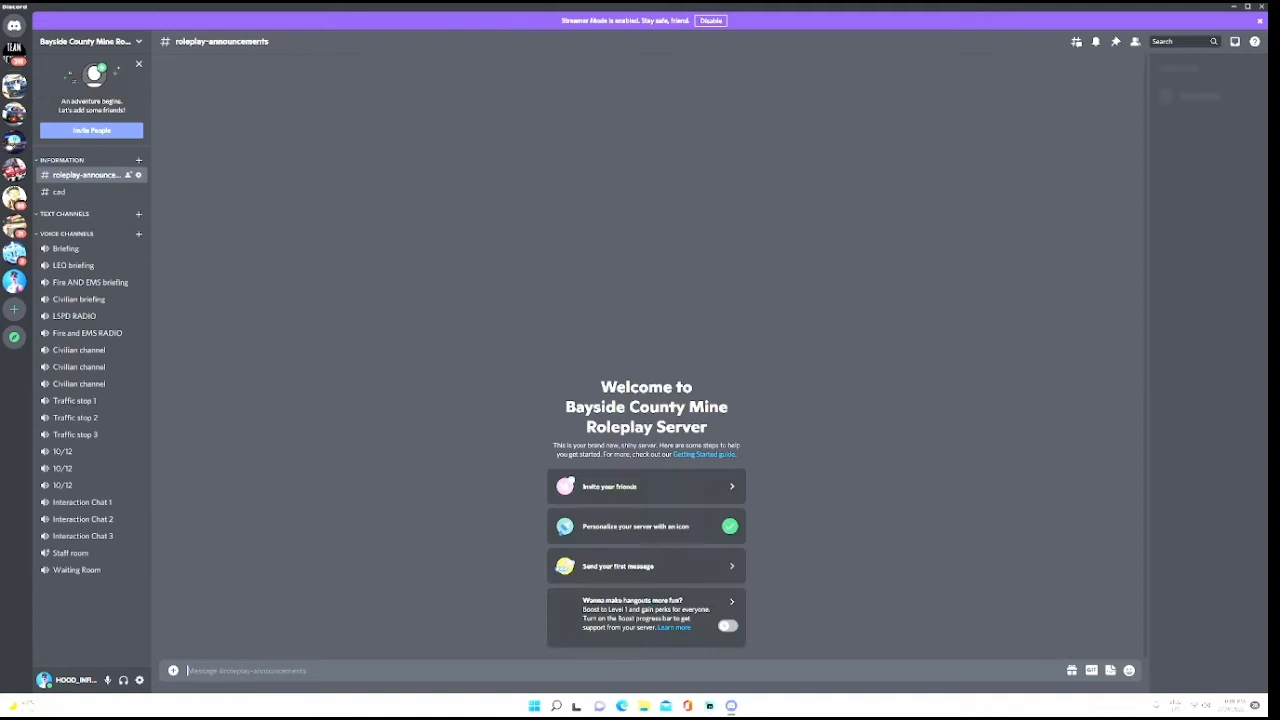 Discord
Streamer Mode is enabled. Stay safe, friend. Disable
Bayside County Mine Ro...
roleplay-announcements
Search
TEAM
An adventure begins.
Let's add some friends!
Invite People
INFORMATION
roleplay-announce...
cad
TEXT CHANNELS
VOICE CHANNELS
Briefing
LEO briefing
Fire AND EMS briefing
Civilian briefing
LSPD RADIO
Fire and EMS RADIO
Civilian channel
Civilian channel
Civilian channel
Traffic stop 1
Traffic stop 2
Traffic stop 3
10/12
10/12
10/12
Interaction Chat 1
Interaction Chat 2
Interaction Chat 3
Staff room
Waiting Room
HOOD_INFI...
Welcome to
Bayside County Mine
Roleplay Server
This is your brand new, shiny server. Here are some steps to help
you get started. For more, check out our Getting Started guide.
Invite your friends
Personalize your server with an icon
Send your first message
Wanna make hangouts more fun?
Boost to Level 1 and gain perks for everyone.
Turn on the Boost progress bar to get
support from your server. Learn more
Message #roleplay-announcements
GIF